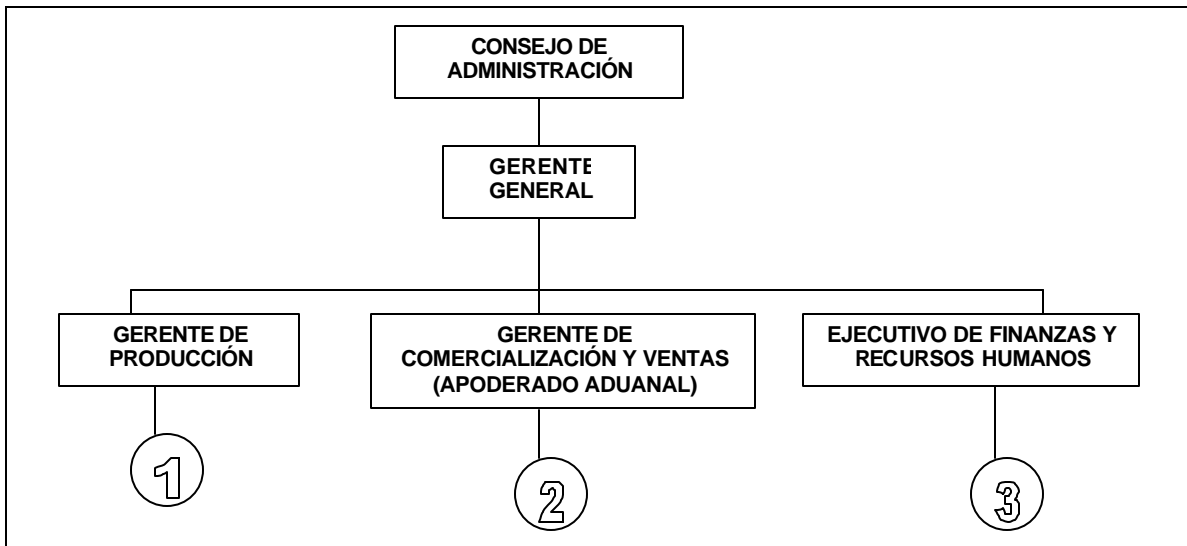 CONSEJO DE
ADMINISTRACIÓN
GERENTE
GENERAL
GERENTE DE
PRODUCCIÓN
GERENTE DE
COMERCIALIZACIÓN Y VENTAS
(APODERADO ADUANAL)
EJECUTIVO DE FINANZAS Y
RECURSOS HUMANOS
1
2
3